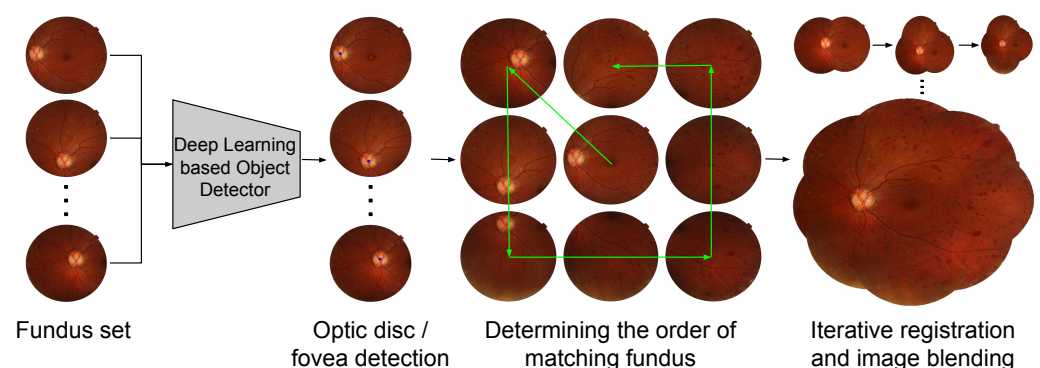 Deep Learning
based Object
Detector
Fundus set
Optic disc /
fovea detection
Determining the order of
matching fundus
Iterative registration
and image blending